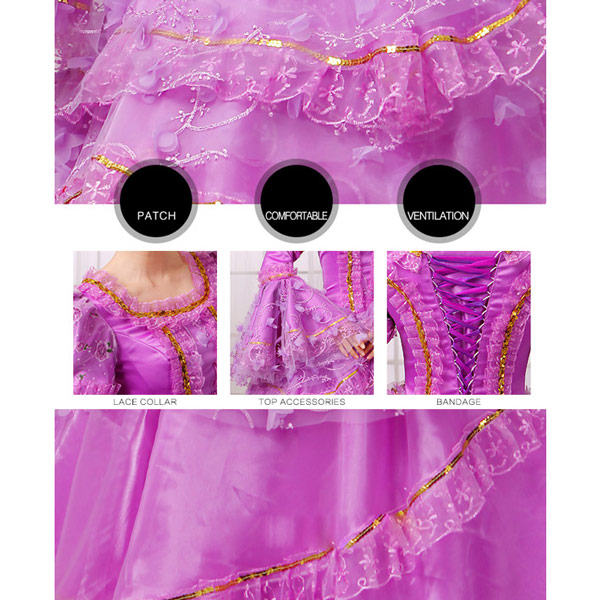 PATCH
COMFORTABLE
VENTILATION
LACE COLLAR
TOP ACCESSORIES
BANDAGE